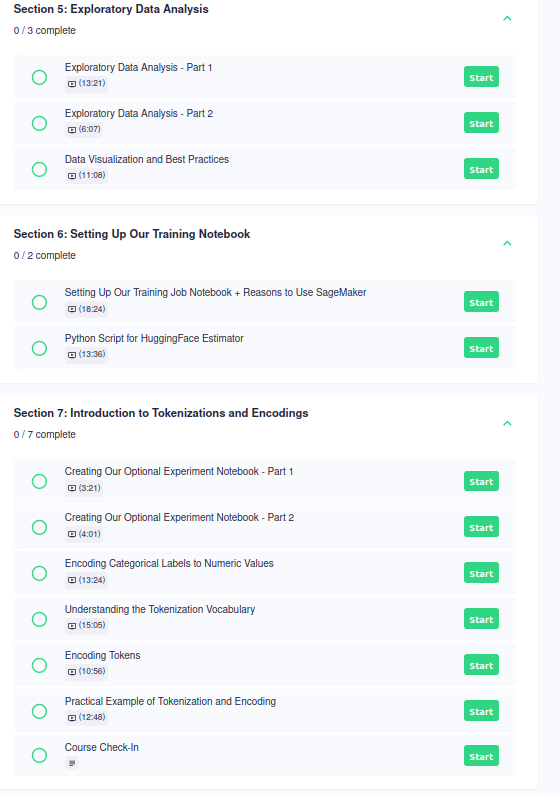 Section 5: Exploratory Data Analysis
0 / 3 complete
Exploratory Data Analysis - Part 1
(13:21)
Start
Exploratory Data Analysis - Part 2
(6:07)
Start
Data Visualization and Best Practices
(11:08)
Start
Section 6: Setting Up Our Training Notebook
0 / 2 complete
Setting Up Our Training Job Notebook + Reasons to Use SageMaker
(18:24)
Start
Python Script for HuggingFace Estimator
(13:36)
Start
Section 7: Introduction to Tokenizations and Encodings
0 / 7 complete
Creating Our Optional Experiment Notebook - Part 1
(3:21)
Start
Creating Our Optional Experiment Notebook - Part 2
(4:01)
Start
Encoding Categorical Labels to Numeric Values
(13:24)
Start
Understanding the Tokenization Vocabulary
(15:05)
Start
Encoding Tokens
(10:56)
Start
Practical Example of Tokenization and Encoding
(12:48)
Start
Course Check-In
Start